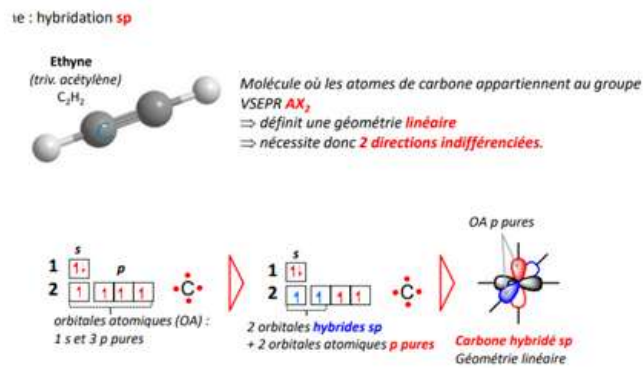 ne : hybridation sp
Ethyne
(triv. acétylène)
C₂H₂
Molécule où les atomes de carbone appartiennent au groupe
VSEPR AX₂
⇒ définit une géométrie linéaire
⇒ nécessite donc 2 directions indifférenciées.
OA p pures
s
p
1
2
C
orbitales atomiques (OA) :
1 s et 3 p pures
s
1
2
C
2 orbitales hybrides sp
+ 2 orbitales atomiques p pures
Carbone hybridé sp
Géométrie linéaire